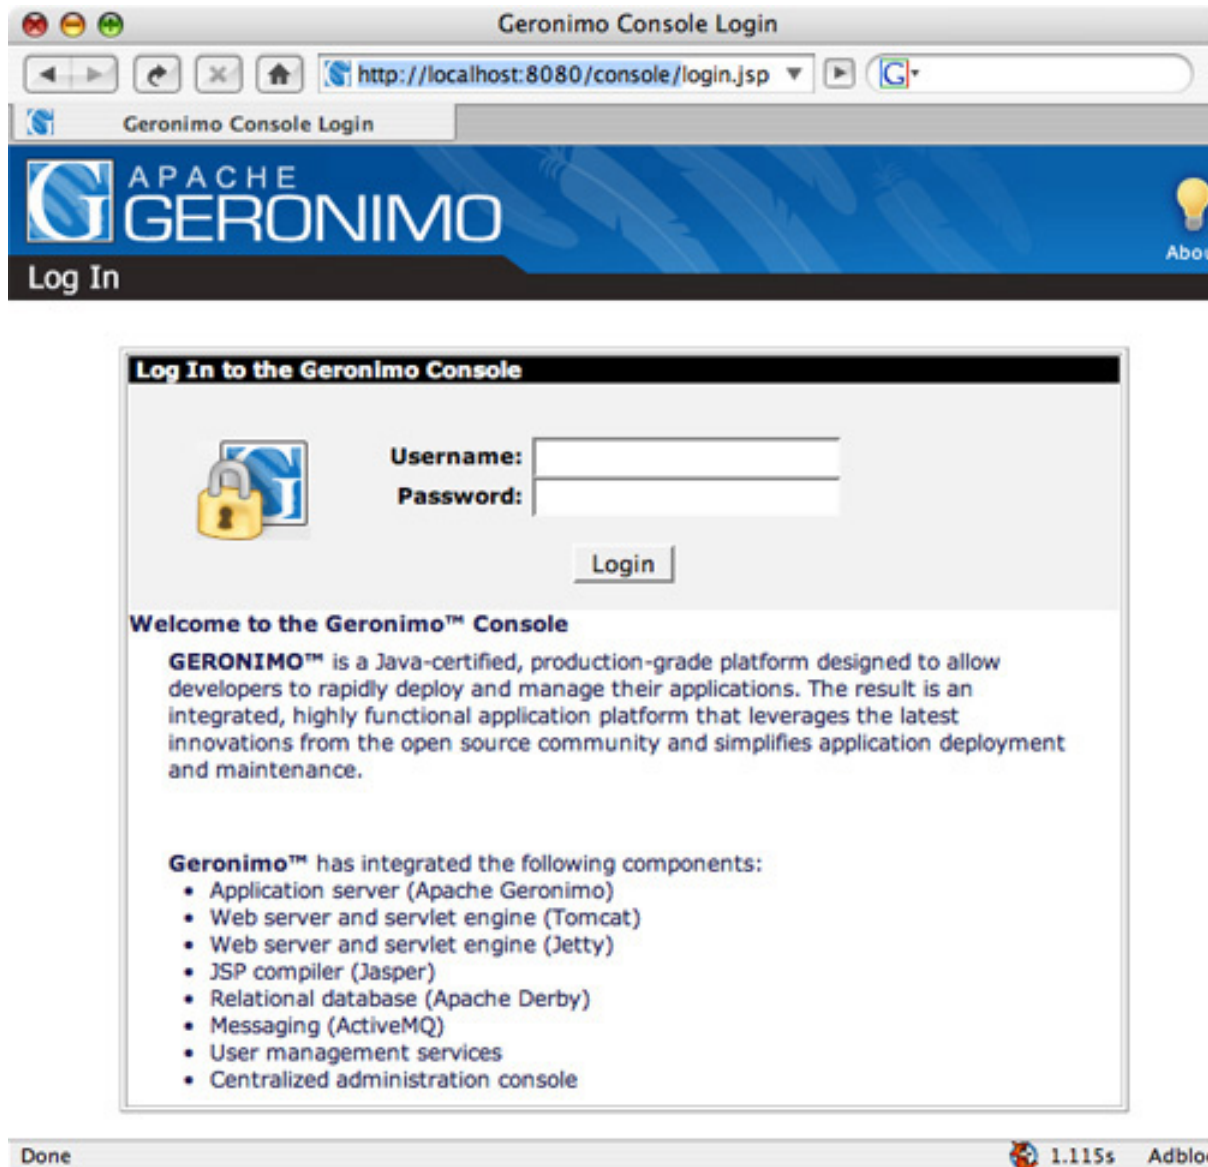 Geronimo Console Login
http://localhost:8080/console/login.jsp
G
Geronimo Console Login
G
APACHE
GERONIMO
Abou
Log In
Log In to the Geronimo Console
G
Username:
Password:
Login
Welcome to the Geronimo™ Console
GERONIMO™ is a Java-certified, production-grade platform designed to allow
developers to rapidly deploy and manage their applications. The result is an
integrated, highly functional application platform that leverages the latest
innovations from the open source community and simplifies application deployment
and maintenance.
Geronimo™ has integrated the following components:
• Application server (Apache Geronimo)
• Web server and servlet engine (Tomcat)
• Web server and servlet engine (Jetty)
• JSP compiler (Jasper)
• Relational database (Apache Derby)
• Messaging (ActiveMQ)
• User management services
• Centralized administration console
Done
1.115s
Adblo